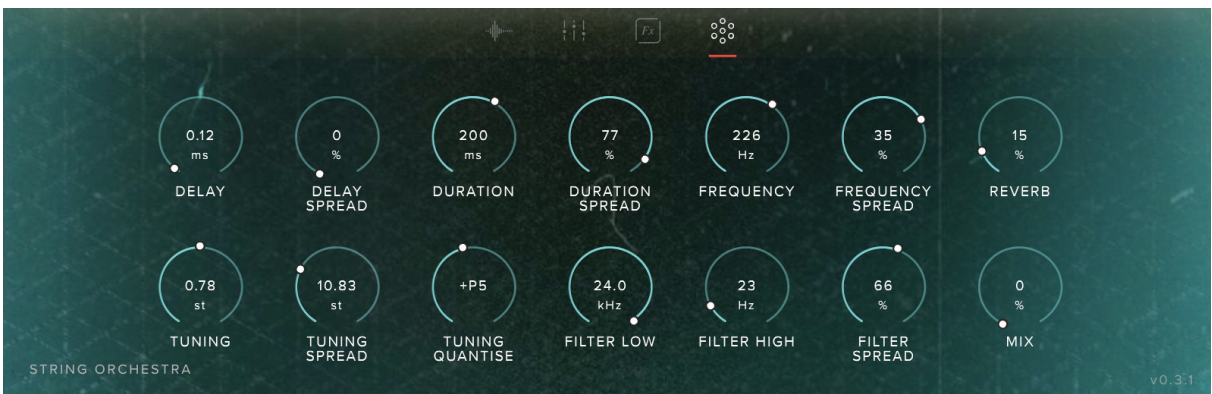 Fx
0.12
ms
DELAY
0
%
DELAY
SPREAD
200
ms
DURATION
77
%
DURATION
SPREAD
226
Hz
FREQUENCY
35
%
FREQUENCY
SPREAD
15
%
REVERB
0.78
st
TUNING
10.83
st
TUNING
SPREAD
+P5
TUNING
QUANTISE
24.0
kHz
FILTER LOW
23
Hz
FILTER HIGH
66
%
FILTER
SPREAD
0
%
MIX
STRING ORCHESTRA
v0.3.1